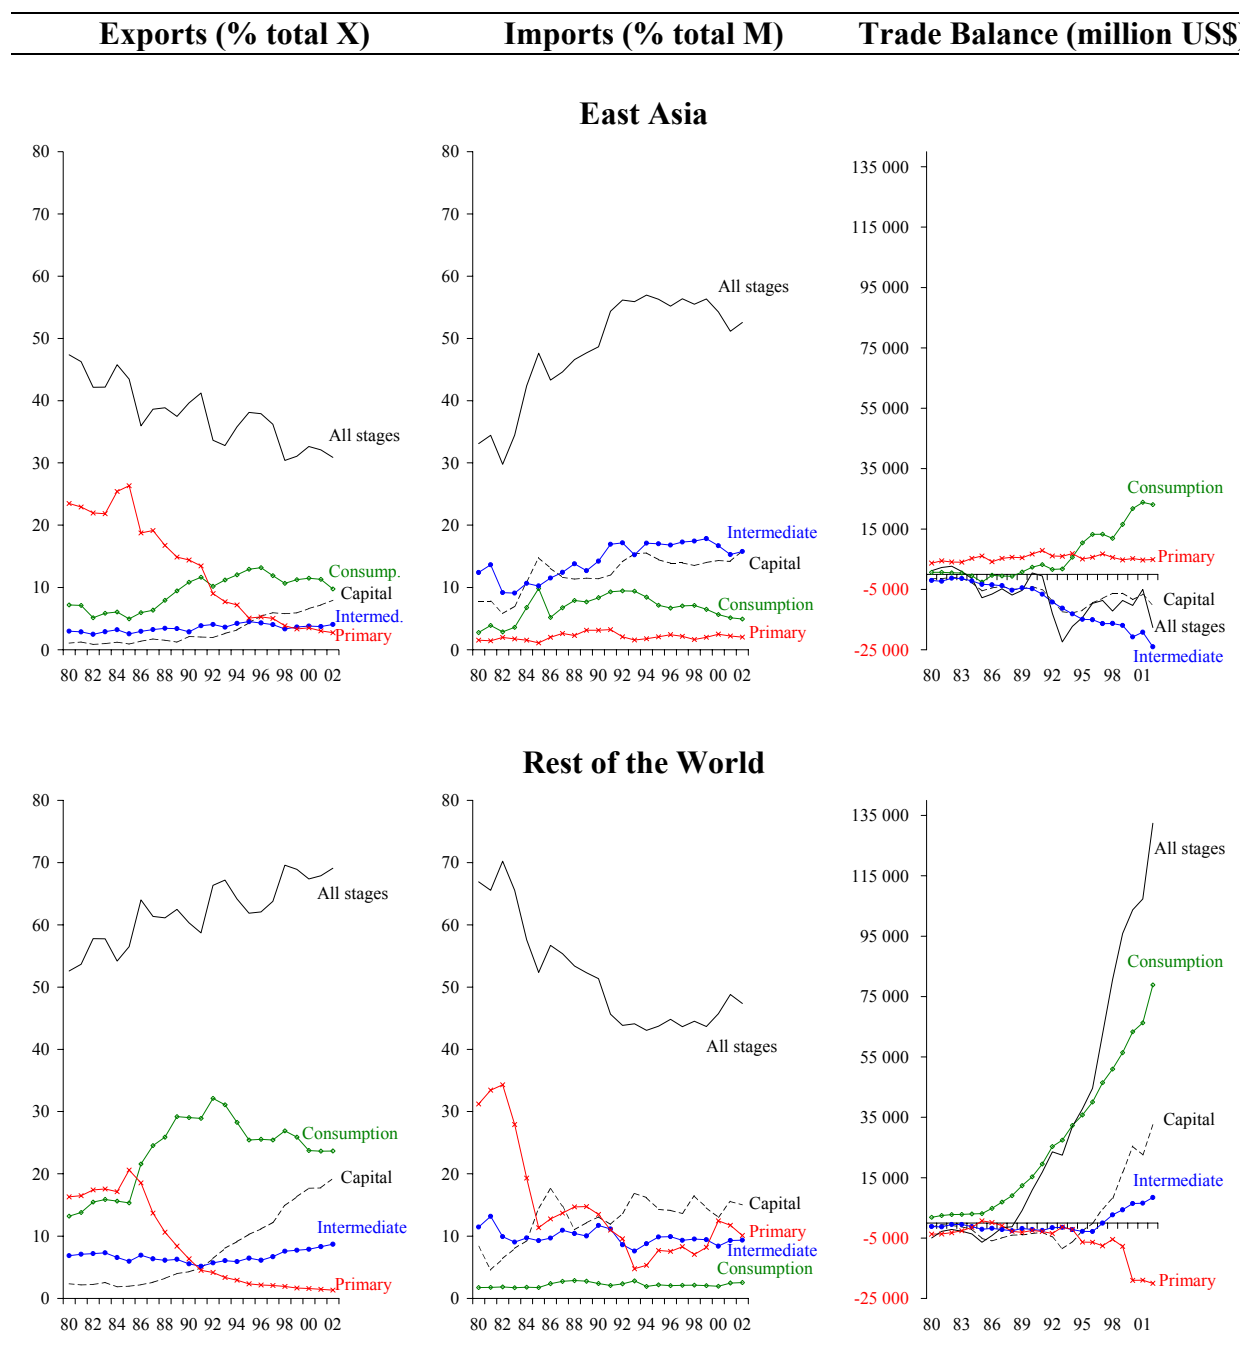 Exports (% total X) Imports (% total M) Trade Balance (million US$)
East Asia
80 80 135 000
70 70 115 000
60 60 95 000
50 50 75 000
40 40 55 000
30 30 35 000
20 20 15 000
10 10 -5 000
0 0 -25 000
All stages
Consump.
Capital
Intermed.
Primary
All stages
Intermediate
Capital
Consumption
Primary
Consumption
Primary
Capital
All stages
Intermediate
80 82 84 86 88 90 92 94 96 98 00 02 80 82 84 86 88 90 92 94 96 98 00 02 80 83 86 89 92 95 98 01
Rest of the World
80 80 135 000
70 70 115 000
60 60 95 000
50 50 75 000
40 40 55 000
30 30 35 000
20 20 15 000
10 10 -5 000
0 0 -25 000
All stages
Consumption
Capital
Intermediate
Primary
All stages
Capital
Primary
Intermediate
Consumption
All stages
Consumption
Capital
Intermediate
Primary
80 82 84 86 88 90 92 94 96 98 00 02 80 82 84 86 88 90 92 94 96 98 00 02 80 83 86 89 92 95 98 01